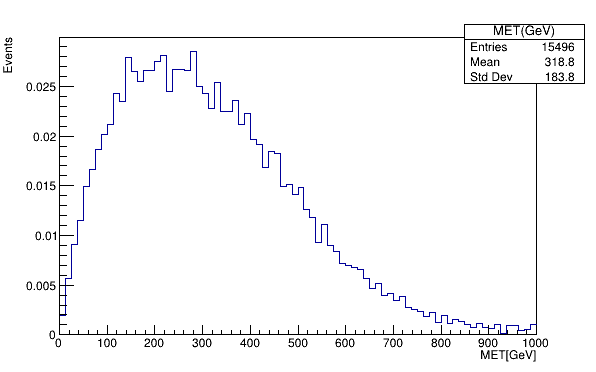 MET(GeV)
Entries 15496
Mean 318.8
Std Dev 183.8
Events
0.025
0.02
0.015
0.01
0.005
0
0 100 200 300 400 500 600 700 800 900 1000
MET[GeV]